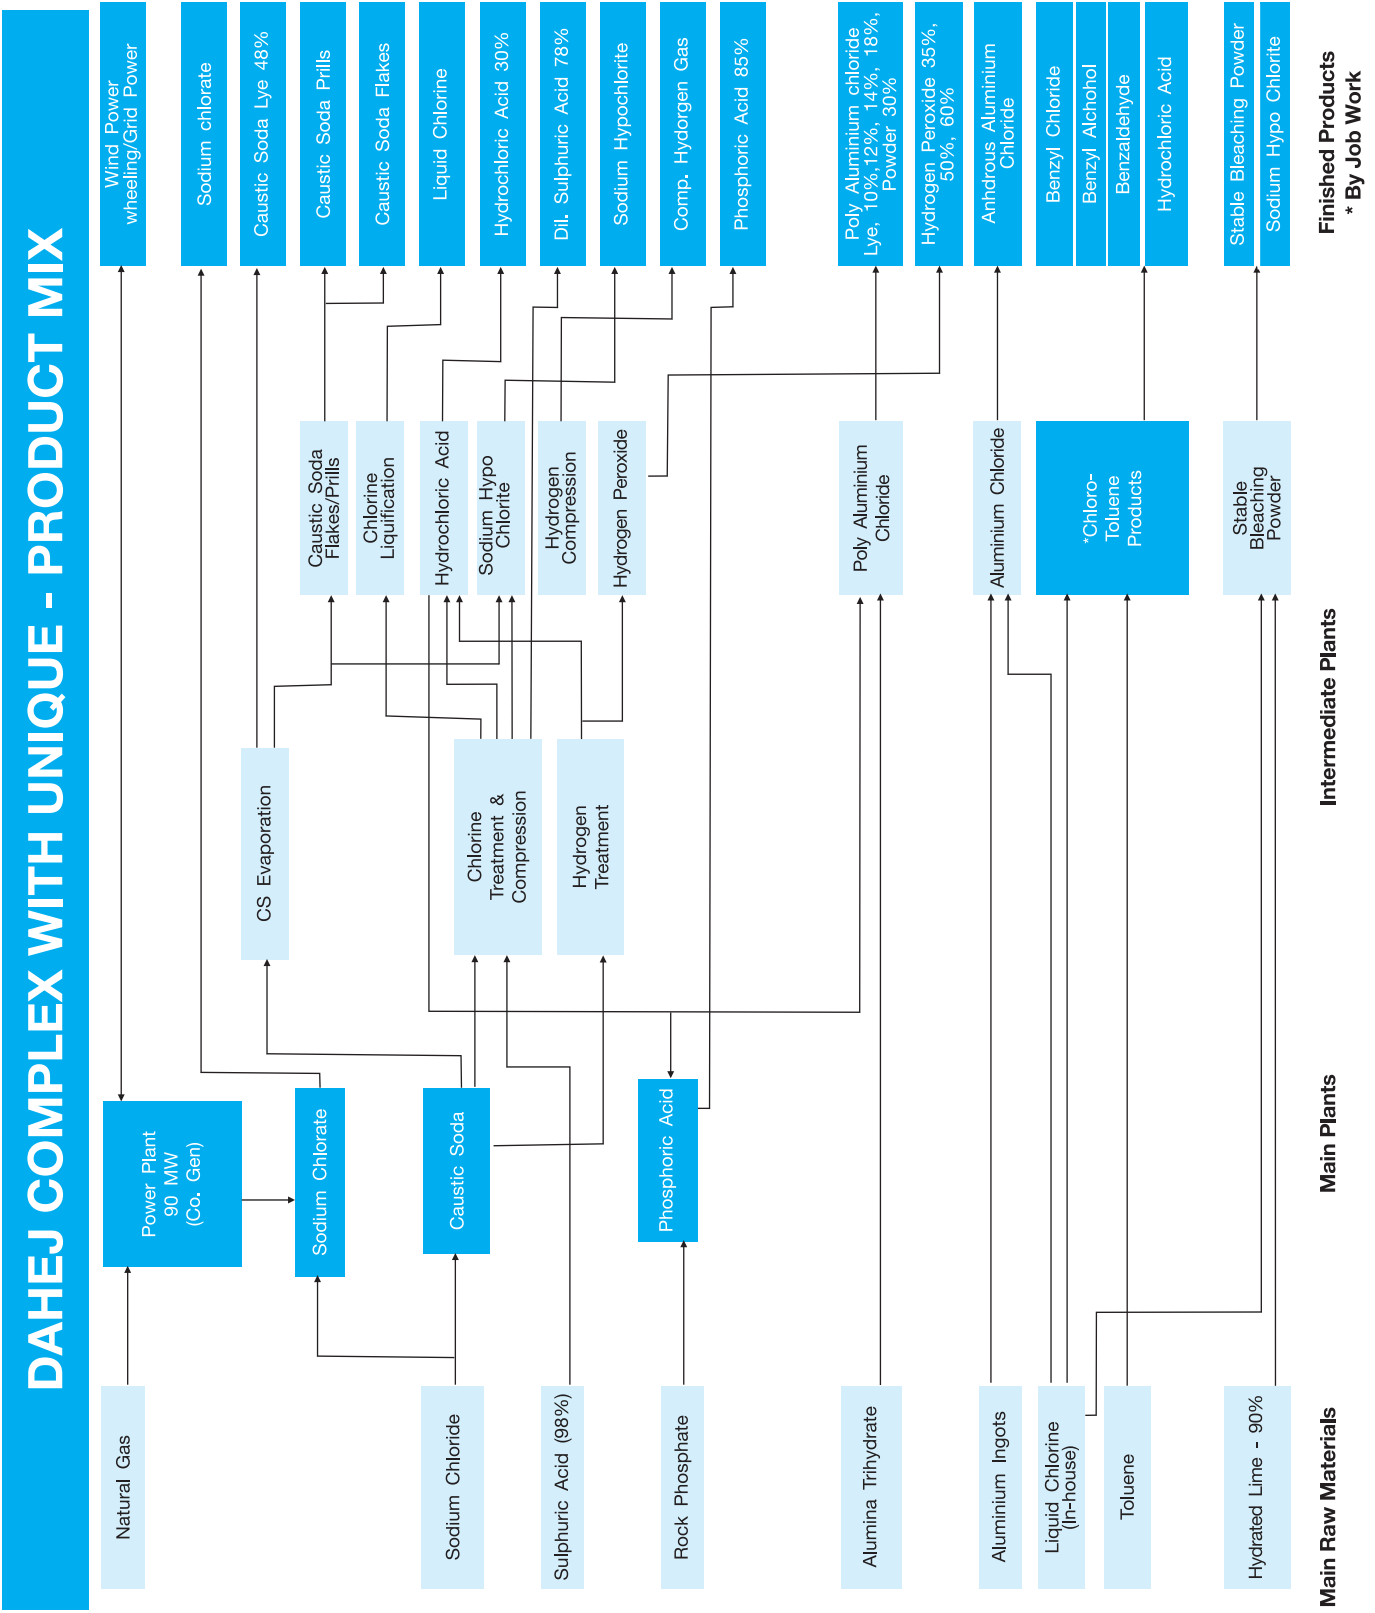 DAHEJ COMPLEX WITH UNIQUE - PRODUCT MIX
Natural Gas
Sodium Chloride
Sulphuric Acid (98%)
Rock Phosphate
Alumina Trihydrate
Aluminium Ingots
Liquid Chlorine
(In-house)
Toluene
Hydrated Lime - 90%
Main Raw Materials
Power Plant
90 MW
(Co. Gen)
Sodium Chlorate
Caustic Soda
Phosphoric Acid
Main Plants
CS Evaporation
Chlorine
Treatment &
Compression
Hydrogen
Treatment
Intermediate Plants
Caustic Soda
Flakes/Prills
Chlorine
Liquification
Hydrochloric Acid
Sodium Hypo
Chlorite
Hydrogen
Compression
Hydrogen Peroxide
Poly Aluminium
Chloride
Aluminium Chloride
*Chloro-
Toluene
Products
Stable
Bleaching
Powder
Wind Power
wheeling/Grid Power
Sodium chlorate
Caustic Soda Lye 48%
Caustic Soda Prills
Caustic Soda Flakes
Liquid Chlorine
Hydrochloric Acid 30%
Dil. Sulphuric Acid 78%
Sodium Hypochlorite
Comp. Hydorgen Gas
Phosphoric Acid 85%
Poly Aluminium chloride
Lye, 10%,12%, 14%, 18%,
Powder 30%
Hydrogen Peroxide 35%,
50%, 60%
Anhdrous Aluminium
Chloride
Benzyl Chloride
Benzyl Alchohol
Benzaldehyde
Hydrochloric Acid
Stable Bleaching Powder
Sodium Hypo Chlorite
Finished Products
* By Job Work